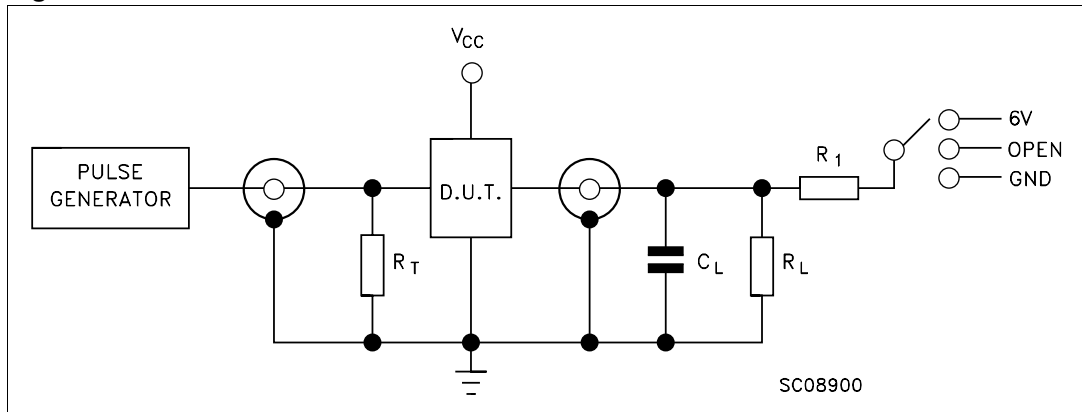 VCC
PULSE
GENERATOR
D.U.T.
RT
CL
RL
R1
6V
OPEN
GND
SC08900